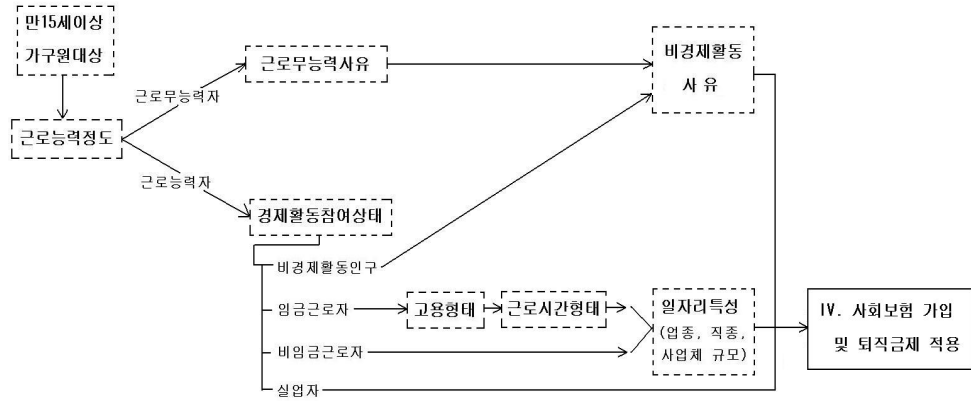 만15세이상
가구원대상
근로능력정도
근로무능력자
근로능력자
근로무능력사유
경제활동참여상태
비경제활동인구
임금근로자
고용형태
근로시간형태
비임금근로자
실업자
비경제활동
사 유
일자리특성
(업종, 직종,
사업체 규모)
IV. 사회보험 가입
및 퇴직금제 적용